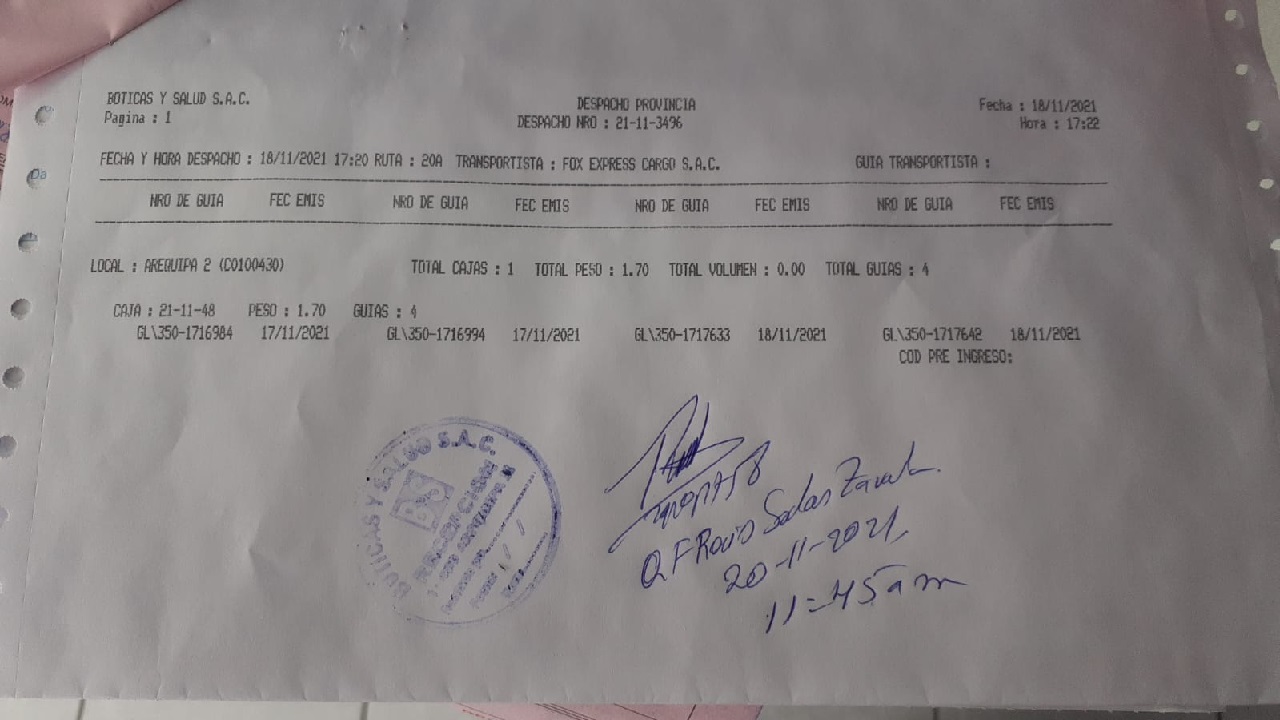 BOTICAS Y SALUD S.A.C. DESPACHO PROVINCIA Fecha : 18/11/2021
Pagina : 1 DESPACHO NRO : 21-11-3496 Hora : 17:22
FECHA Y HORA DESPACHO : 18/11/2021 17:20 RUTA : 20A TRANSPORTISTA : FOX EXPRESS CARGO S.A.C. GUIA TRANSPORTISTA :
NRO DE GUIA FEC EMIS NRO DE GUIA FEC EMIS NRO DE GUIA FEC EMIS NRO DE GUIA FEC EMIS
LOCAL : AREQUIPA 2 (C0100430) TOTAL CAJAS : 1 TOTAL PESO : 1.70 TOTAL VOLUMEN : 0.00 TOTAL GUIAS : 4
CAJA : 21-11-48 PESO : 1.70 GUIAS : 4
GL\350-1716984 17/11/2021 GL\350-1716994 17/11/2021 GL\350-1717633 18/11/2021 GL\350-1717642 18/11/2021
COD PRE INGRESO:
BOTICAS Y SALUD S.A.C.
BS
RECEPCION
Q.F Rocio
20-11-2021
11:45am